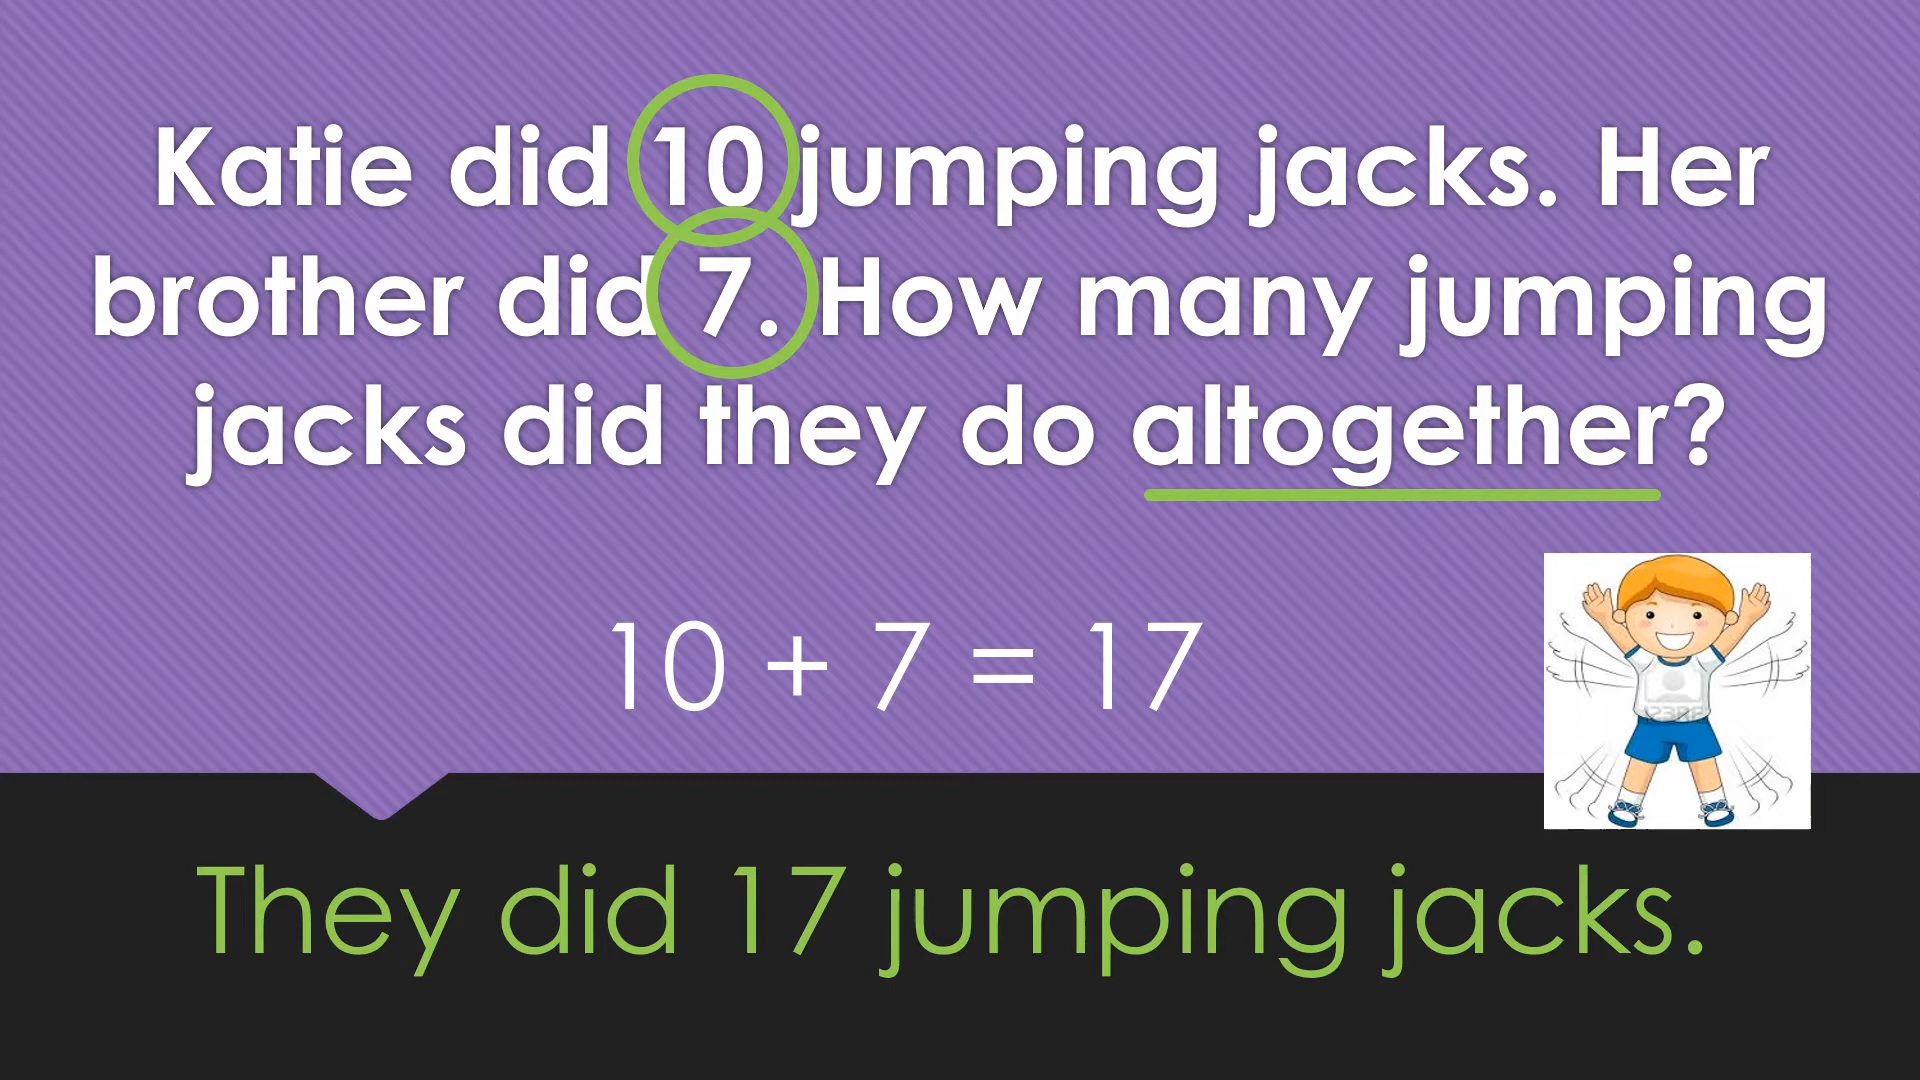 Katie did 10 jumping jacks. Her
brother did 7. How many jumping
jacks did they do altogether?
10 + 7 = 17
They did 17 jumping jacks.